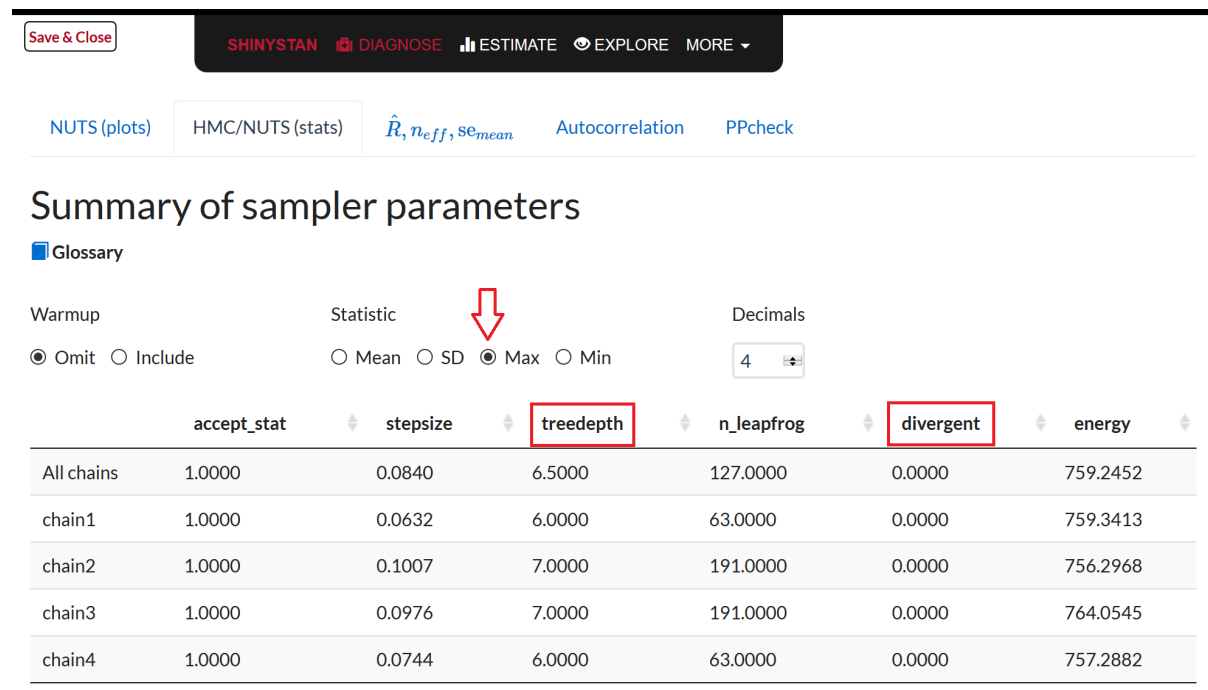 Save & Close
SHINYSTAN DIAGNOSE ESTIMATE EXPLORE MORE
NUTS (plots) HMC/NUTS (stats) R̂, n_eff, se_mean Autocorrelation PPcheck
Summary of sampler parameters
Glossary
Warmup Statistic Decimals
Omit Include Mean SD Max Min 4
accept_stat stepsize treedepth n_leapfrog divergent energy
All chains 1.0000 0.0840 6.5000 127.0000 0.0000 759.2452
chain1 1.0000 0.0632 6.0000 63.0000 0.0000 759.3413
chain2 1.0000 0.1007 7.0000 191.0000 0.0000 756.2968
chain3 1.0000 0.0976 7.0000 191.0000 0.0000 764.0545
chain4 1.0000 0.0744 6.0000 63.0000 0.0000 757.2882